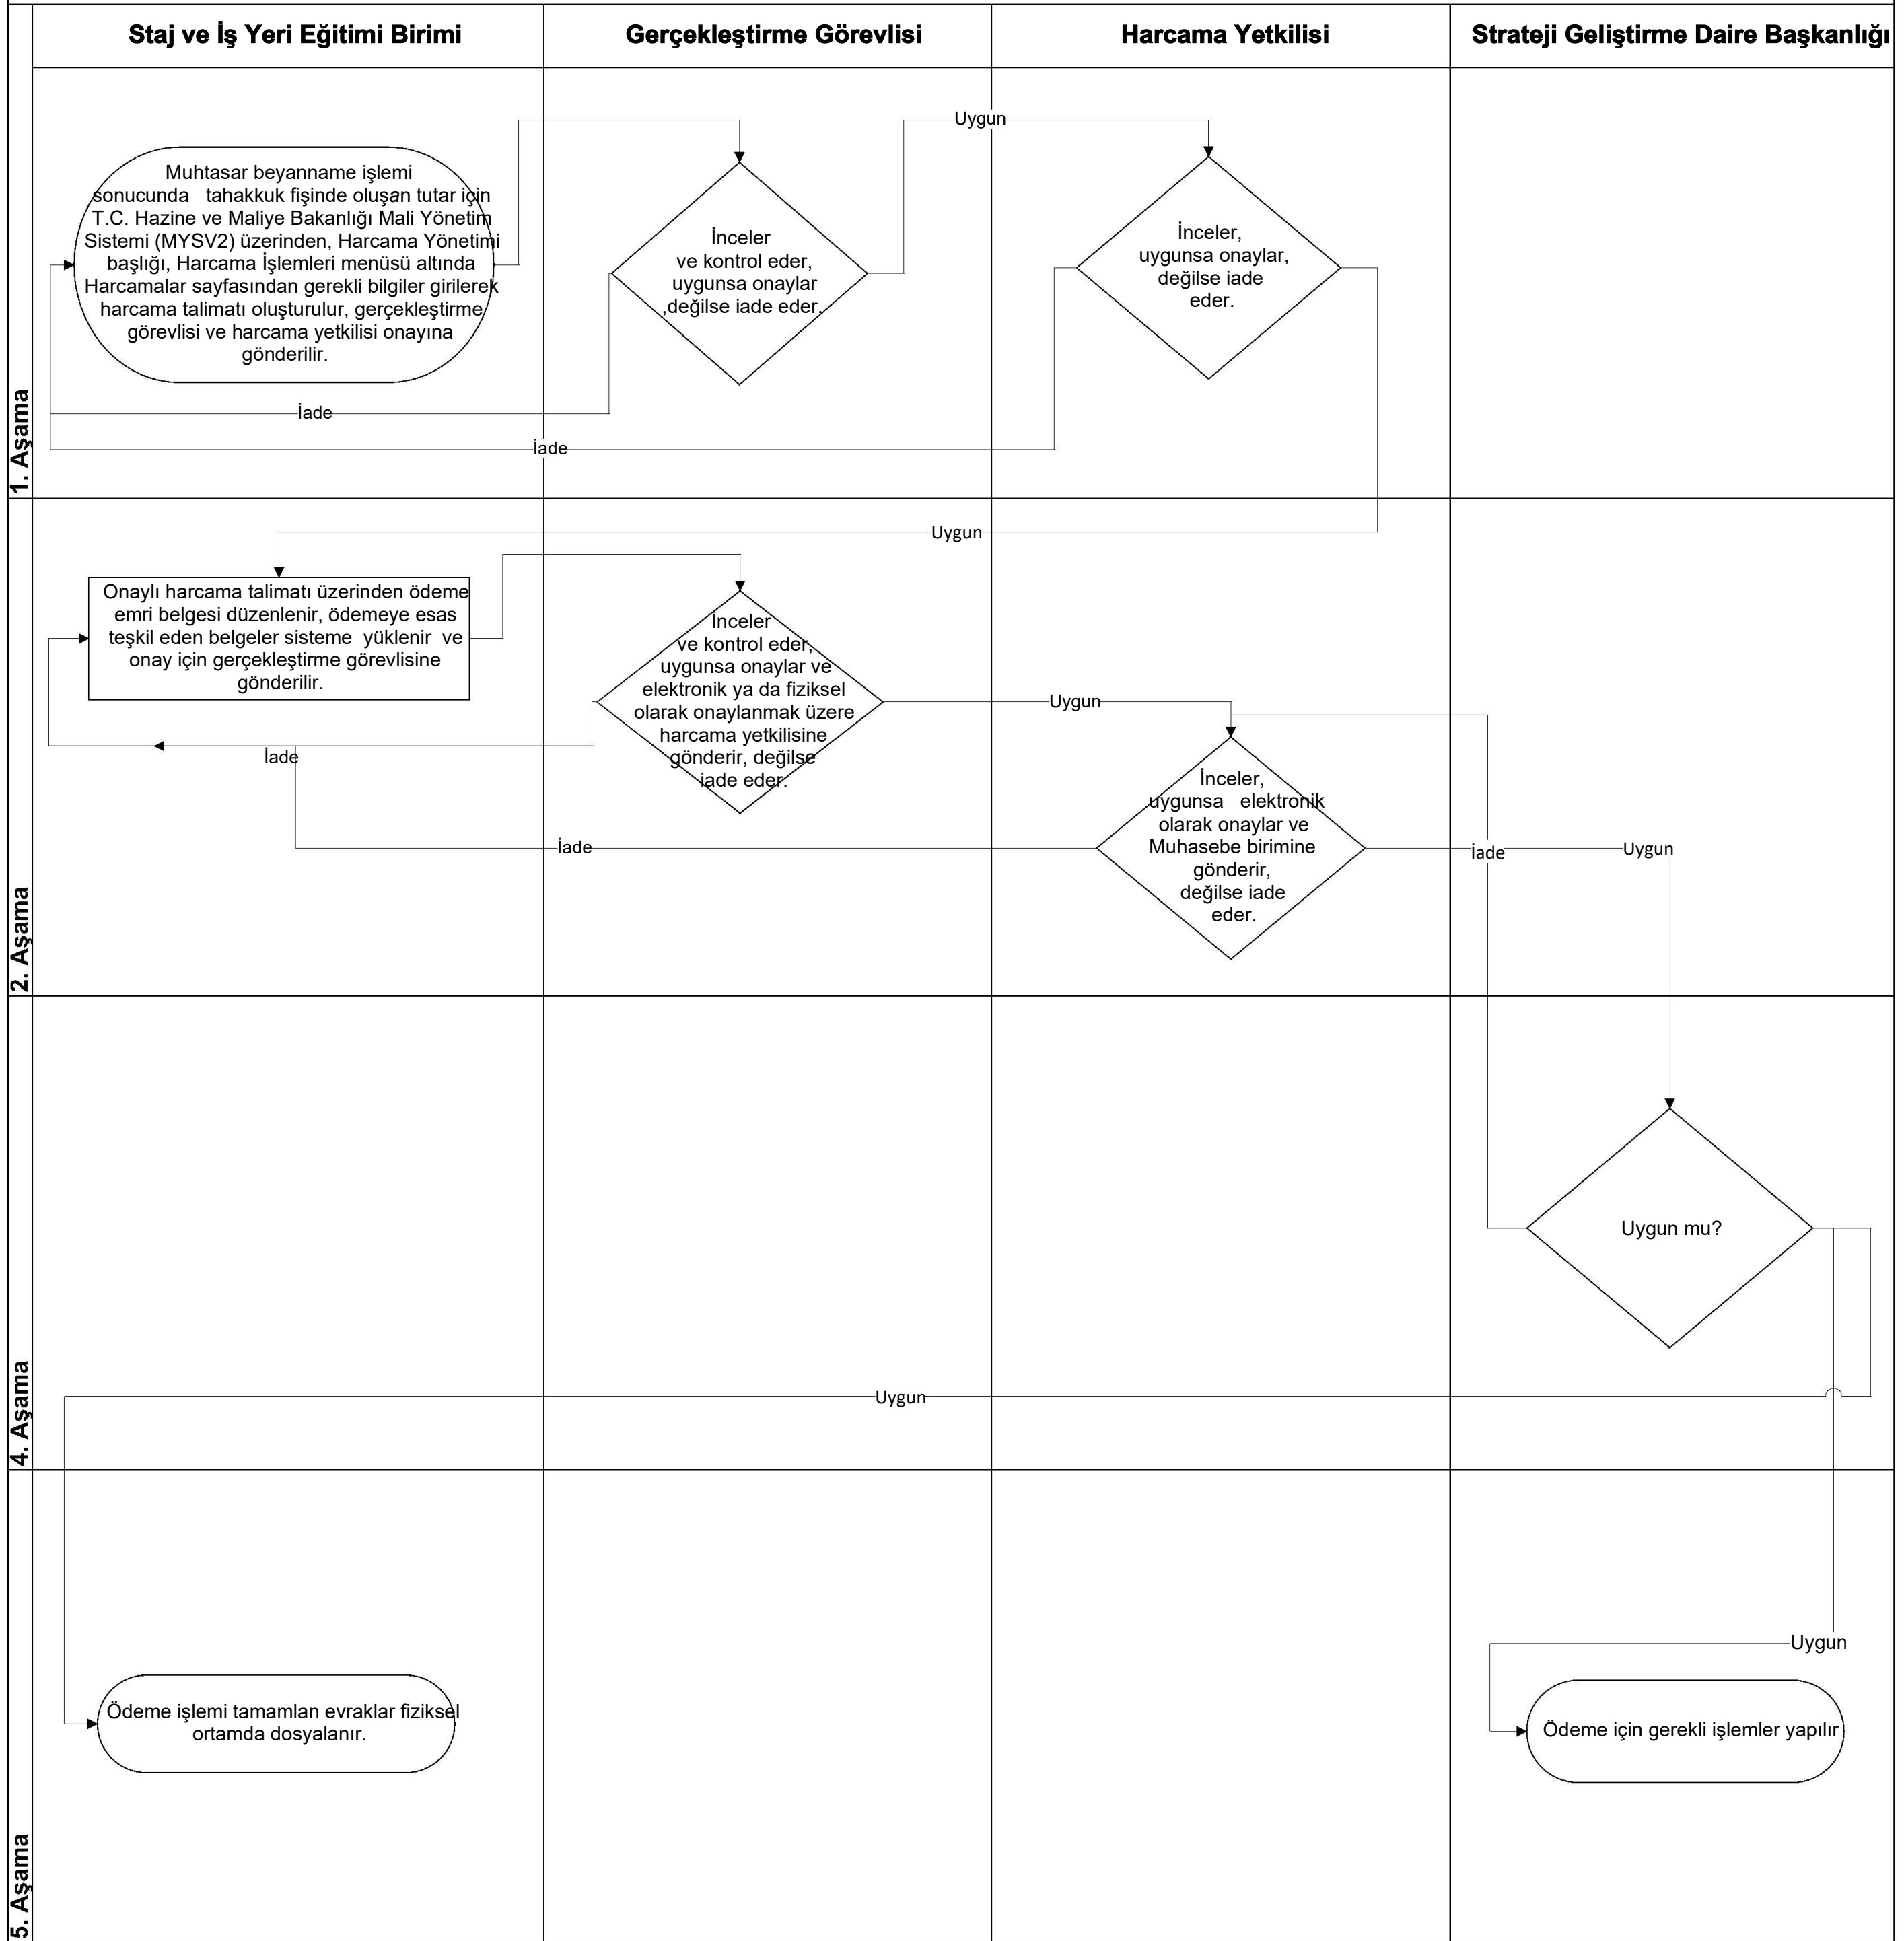 Staj ve İş Yeri Eğitimi Birimi
Gerçekleştirme Görevlisi
Harcama Yetkilisi
Strateji Geliştirme Daire Başkanlığı
1. Aşama
Muhtasar beyanname işlemi
sonucunda tahakkuk fişinde oluşan tutar için
T.C. Hazine ve Maliye Bakanlığı Mali Yönetim
Sistemi (MYSV2) üzerinden, Harcama Yönetimi
başlığı, Harcama İşlemleri menüsü altında
Harcamalar sayfasından gerekli bilgiler girilerek
harcama talimatı oluşturulur, gerçekleştirme
görevlisi ve harcama yetkilisi onayına
gönderilir.
İnceler
ve kontrol eder,
uygunsa onaylar
,değilse iade eder.
Uygun
İnceler,
uygunsa onaylar,
değilse iade
eder.
İade
İade
2. Aşama
Uygun
Onaylı harcama talimatı üzerinden ödeme
emri belgesi düzenlenir, ödemeye esas
teşkil eden belgeler sisteme yüklenir ve
onay için gerçekleştirme görevlisine
gönderilir.
İnceler
ve kontrol eder,
uygunsa onaylar ve
elektronik ya da fiziksel
olarak onaylanmak üzere
harcama yetkilisine
gönderir, değilse
iade eder.
Uygun
İade
İnceler,
uygunsa elektronik
olarak onaylar ve
Muhasebe birimine
gönderir,
değilse iade
eder.
İade
İade
Uygun
4. Aşama
Uygun mu?
Uygun
5. Aşama
Uygun
Ödeme işlemi tamamlan evraklar fiziksel
ortamda dosyalanır.
Ödeme için gerekli işlemler yapılır